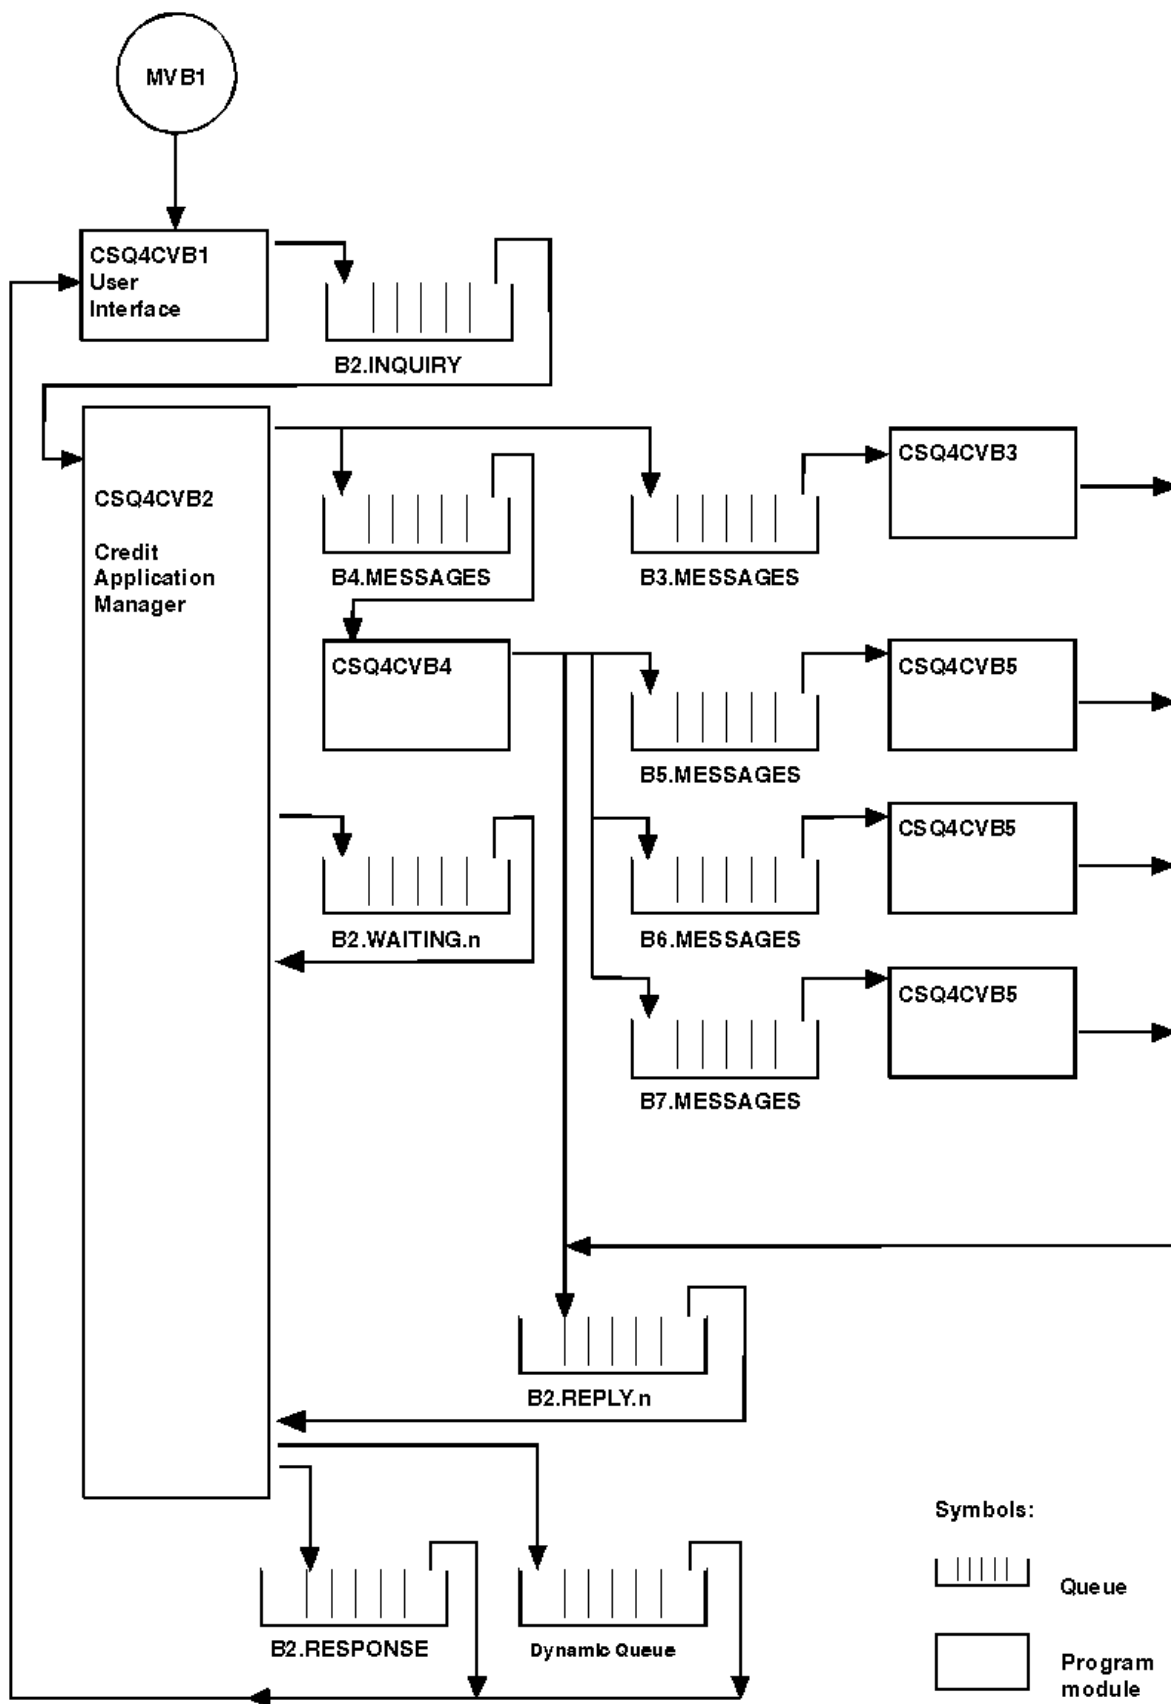 MVB1
CSQ4CVB1
User
Interface
B2.INQUIRY
CSQ4CVB2
Credit
Application
Manager
CSQ4CVB3
B4.MESSAGES
B3.MESSAGES
CSQ4CVB4
CSQ4CVB5
B5.MESSAGES
CSQ4CVB5
B2.WAITING.n
B6.MESSAGES
CSQ4CVB5
B7.MESSAGES
B2.REPLY.n
B2.RESPONSE
Dynamic Queue
Symbols:
Queue
Program
module